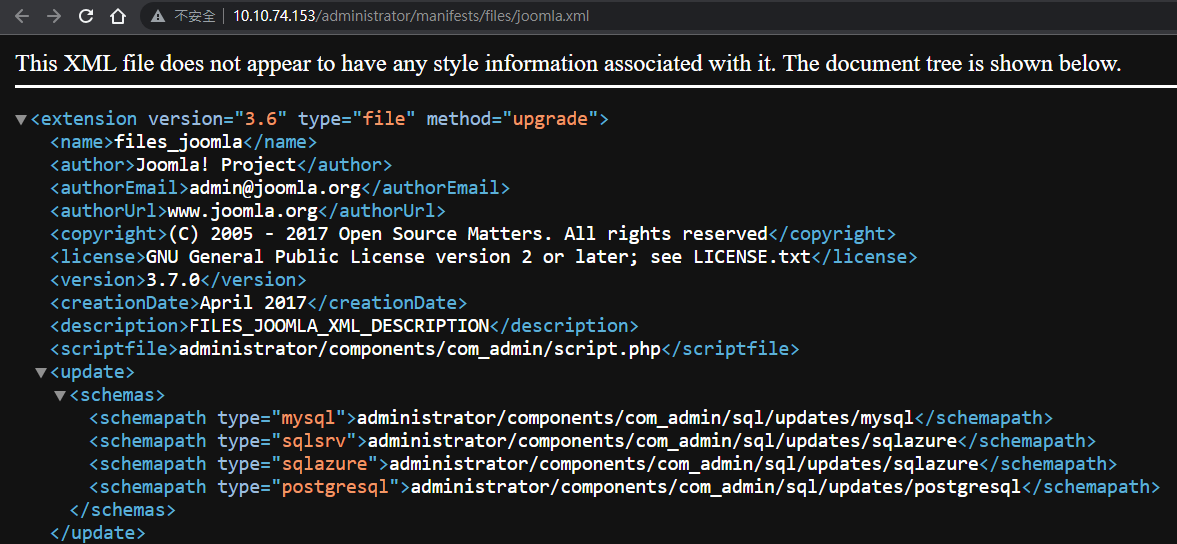 不安全 | 10.10.74.153/administrator/manifests/files/joomla.xml
This XML file does not appear to have any style information associated with it. The document tree is shown below.
▼<extension version="3.6" type="file" method="upgrade">
<name>files_joomla</name>
<author>Joomla! Project</author>
<authorEmail>admin@joomla.org</authorEmail>
<authorUrl>www.joomla.org</authorUrl>
<copyright>(C) 2005 - 2017 Open Source Matters. All rights reserved</copyright>
<license>GNU General Public License version 2 or later; see LICENSE.txt</license>
<version>3.7.0</version>
<creationDate>April 2017</creationDate>
<description>FILES_JOOMLA_XML_DESCRIPTION</description>
<scriptfile>administrator/components/com_admin/script.php</scriptfile>
▼<update>
▼<schemas>
<schemapath type="mysql">administrator/components/com_admin/sql/updates/mysql</schemapath>
<schemapath type="sqlsrv">administrator/components/com_admin/sql/updates/sqlazure</schemapath>
<schemapath type="sqlazure">administrator/components/com_admin/sql/updates/sqlazure</schemapath>
<schemapath type="postgresql">administrator/components/com_admin/sql/updates/postgresql</schemapath>
</schemas>
</update>